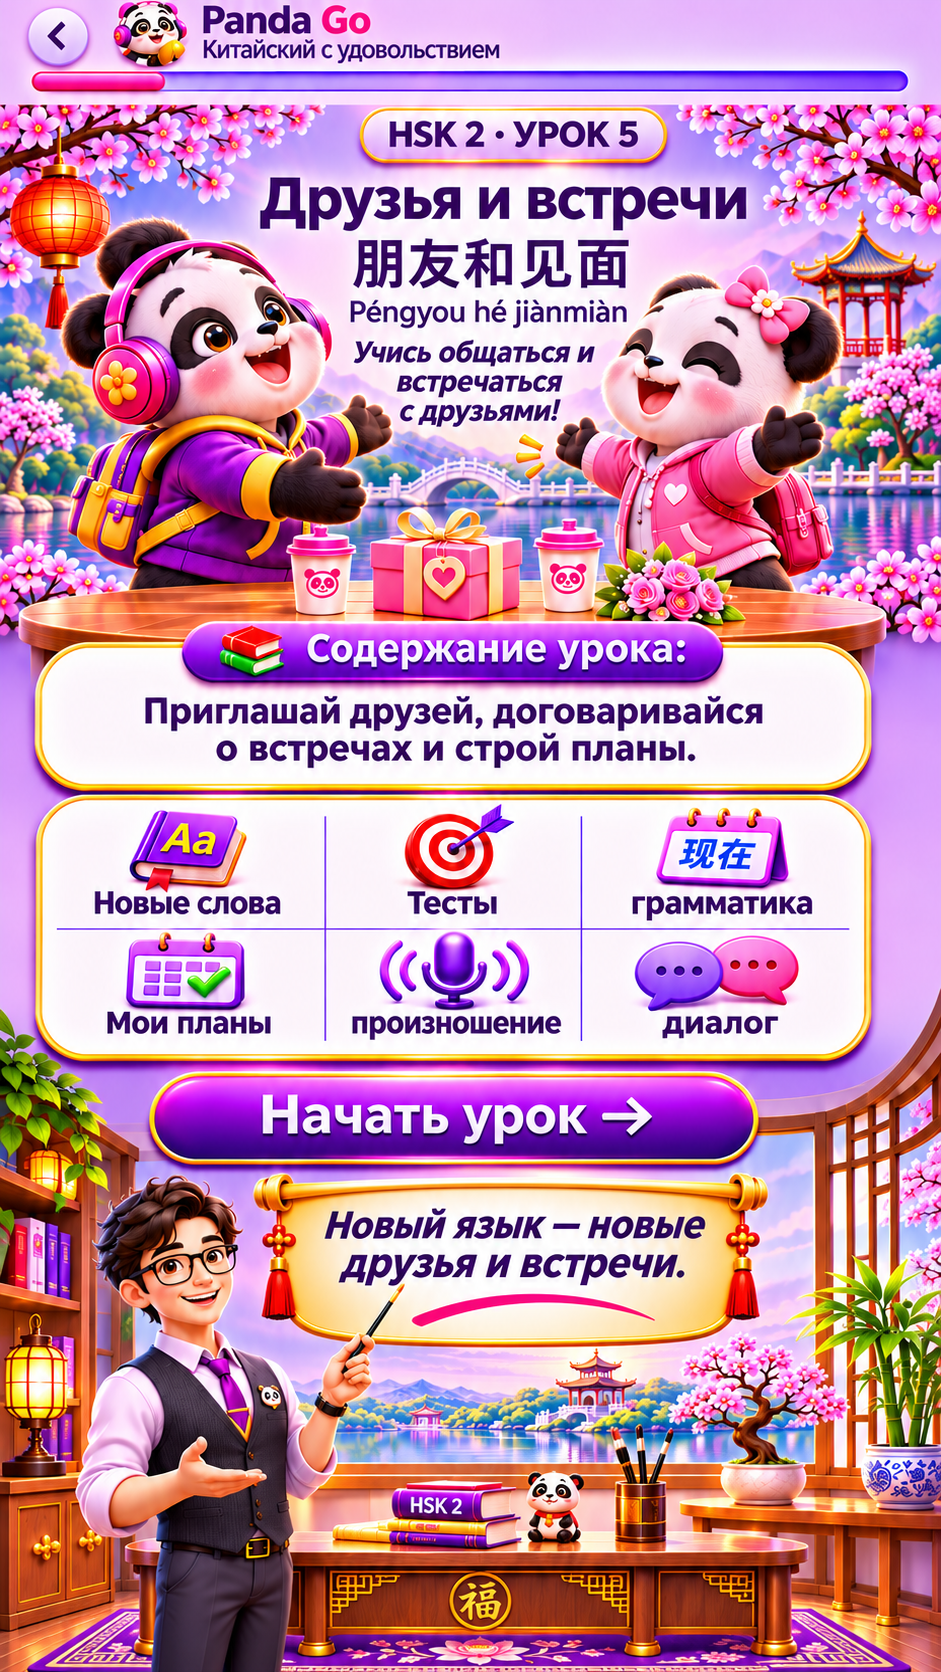 Panda Go
Китайский с удовольствием
HSK 2 · УРОК 5
Друзья и встречи
朋友和见面
Péngyou hé jiànmiàn
Учись общаться и
встречаться
с друзьями!
Содержание урока:
Приглашай друзей, договаривайся
о встречах и строй планы.
Aa
现在
Новые слова
Тесты
грамматика
Мои планы
произношение
диалог
Начать урок →
Новый язык — новые
друзья и встречи.
HSK 2
福